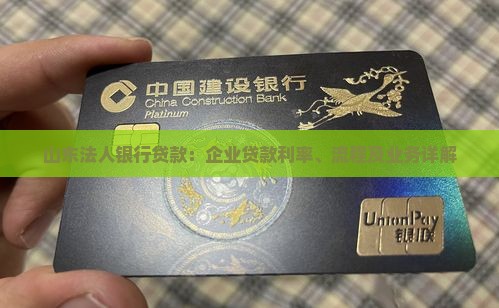 中国建设银行
China Construction Bank
Platinum
山东法人银行贷款：企业贷款利率、流程及业务详解
UnionPay
银联